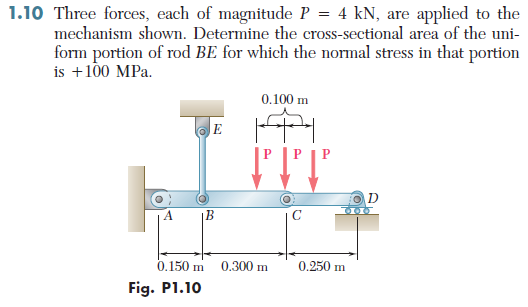 1.10 Three forces, each of magnitude P = 4 kN, are applied to the
mechanism shown. Determine the cross-sectional area of the uni-
form portion of rod BE for which the normal stress in that portion
is +100 MPa.
0.100 m
E
P P P
D
A B C
0.150 m 0.300 m 0.250 m
Fig. P1.10